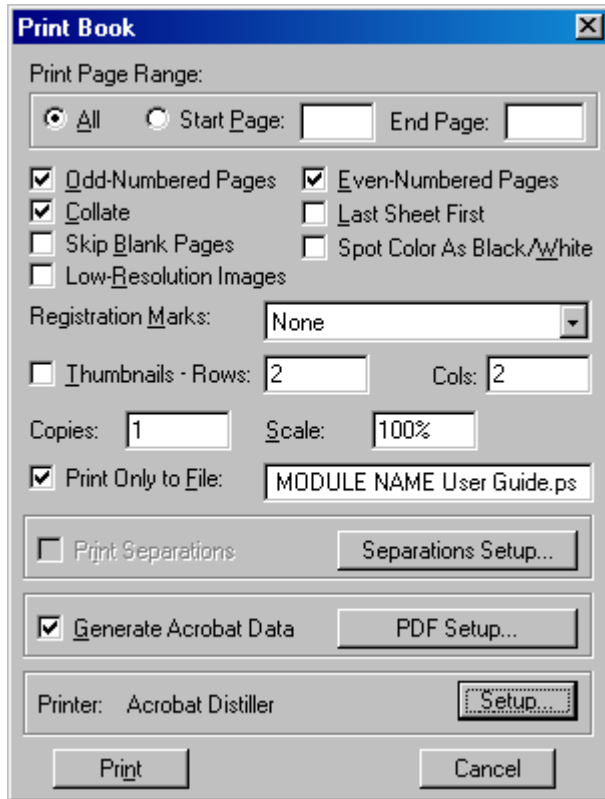 Print Book
Print Page Range:
All Start Page: End Page:
Odd-Numbered Pages Even-Numbered Pages
Collate Last Sheet First
Skip Blank Pages Spot Color As Black/White
Low-Resolution Images
Registration Marks: None
Thumbnails - Rows: 2 Cols: 2
Copies: 1 Scale: 100%
Print Only to File: MODULE NAME User Guide.ps
Print Separations Separations Setup...
Generate Acrobat Data PDF Setup...
Printer: Acrobat Distiller Setup...
Print Cancel